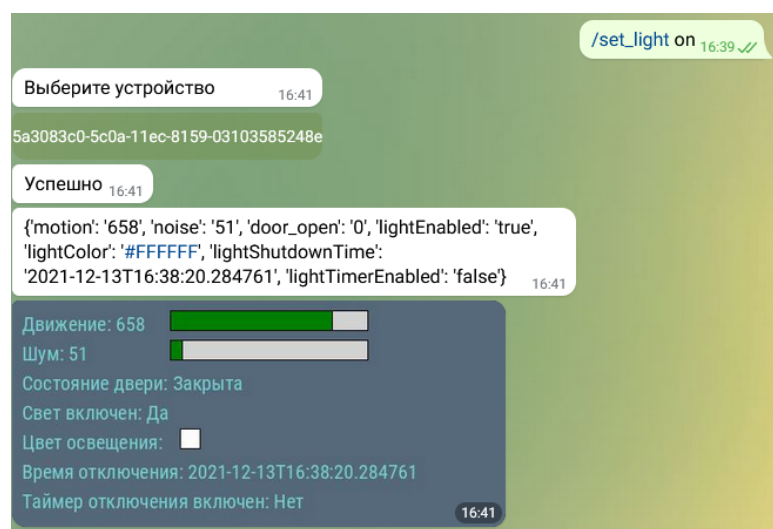 /set_light on 16:39
Выберите устройство 16:41
5a3083c0-5c0a-11ec-8159-03103585248e
Успешно 16:41
{'motion': '658', 'noise': '51', 'door_open': '0', 'lightEnabled': 'true',
'lightColor': '#FFFFFF', 'lightShutdownTime':
'2021-12-13T16:38:20.284761', 'lightTimerEnabled': 'false'} 16:41
Движение: 658
Шум: 51
Состояние двери: Закрыта
Свет включен: Да
Цвет освещения:
Время отключения: 2021-12-13T16:38:20.284761
Таймер отключения включен: Нет
16:41